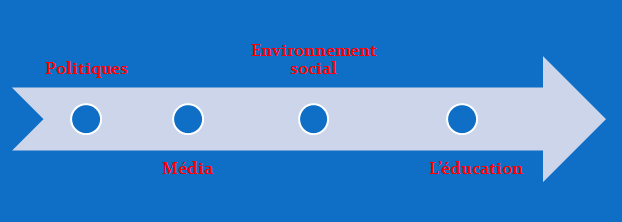 Politiques
Média
Environnement
social
L'éducation